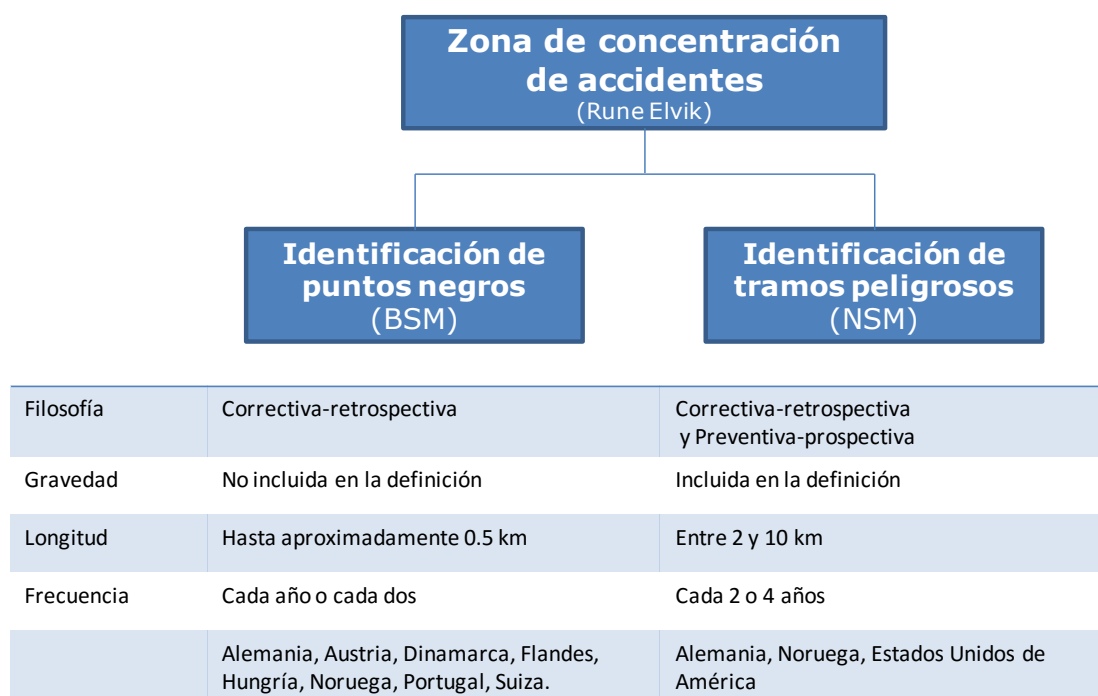 Zona de concentración
de accidentes
(Rune Elvik)
Identificación de
puntos negros
(BSM)
Identificación de
tramos peligrosos
(NSM)
Filosofía
Correctiva-retrospectiva
Correctiva-retrospectiva
y Preventiva-prospectiva
Gravedad
No incluida en la definición
Incluida en la definición
Longitud
Hasta aproximadamente 0.5 km
Entre 2 y 10 km
Frecuencia
Cada año o cada dos
Cada 2 o 4 años
Alemania, Austria, Dinamarca, Flandes,
Hungría, Noruega, Portugal, Suiza.
Alemania, Noruega, Estados Unidos de
América